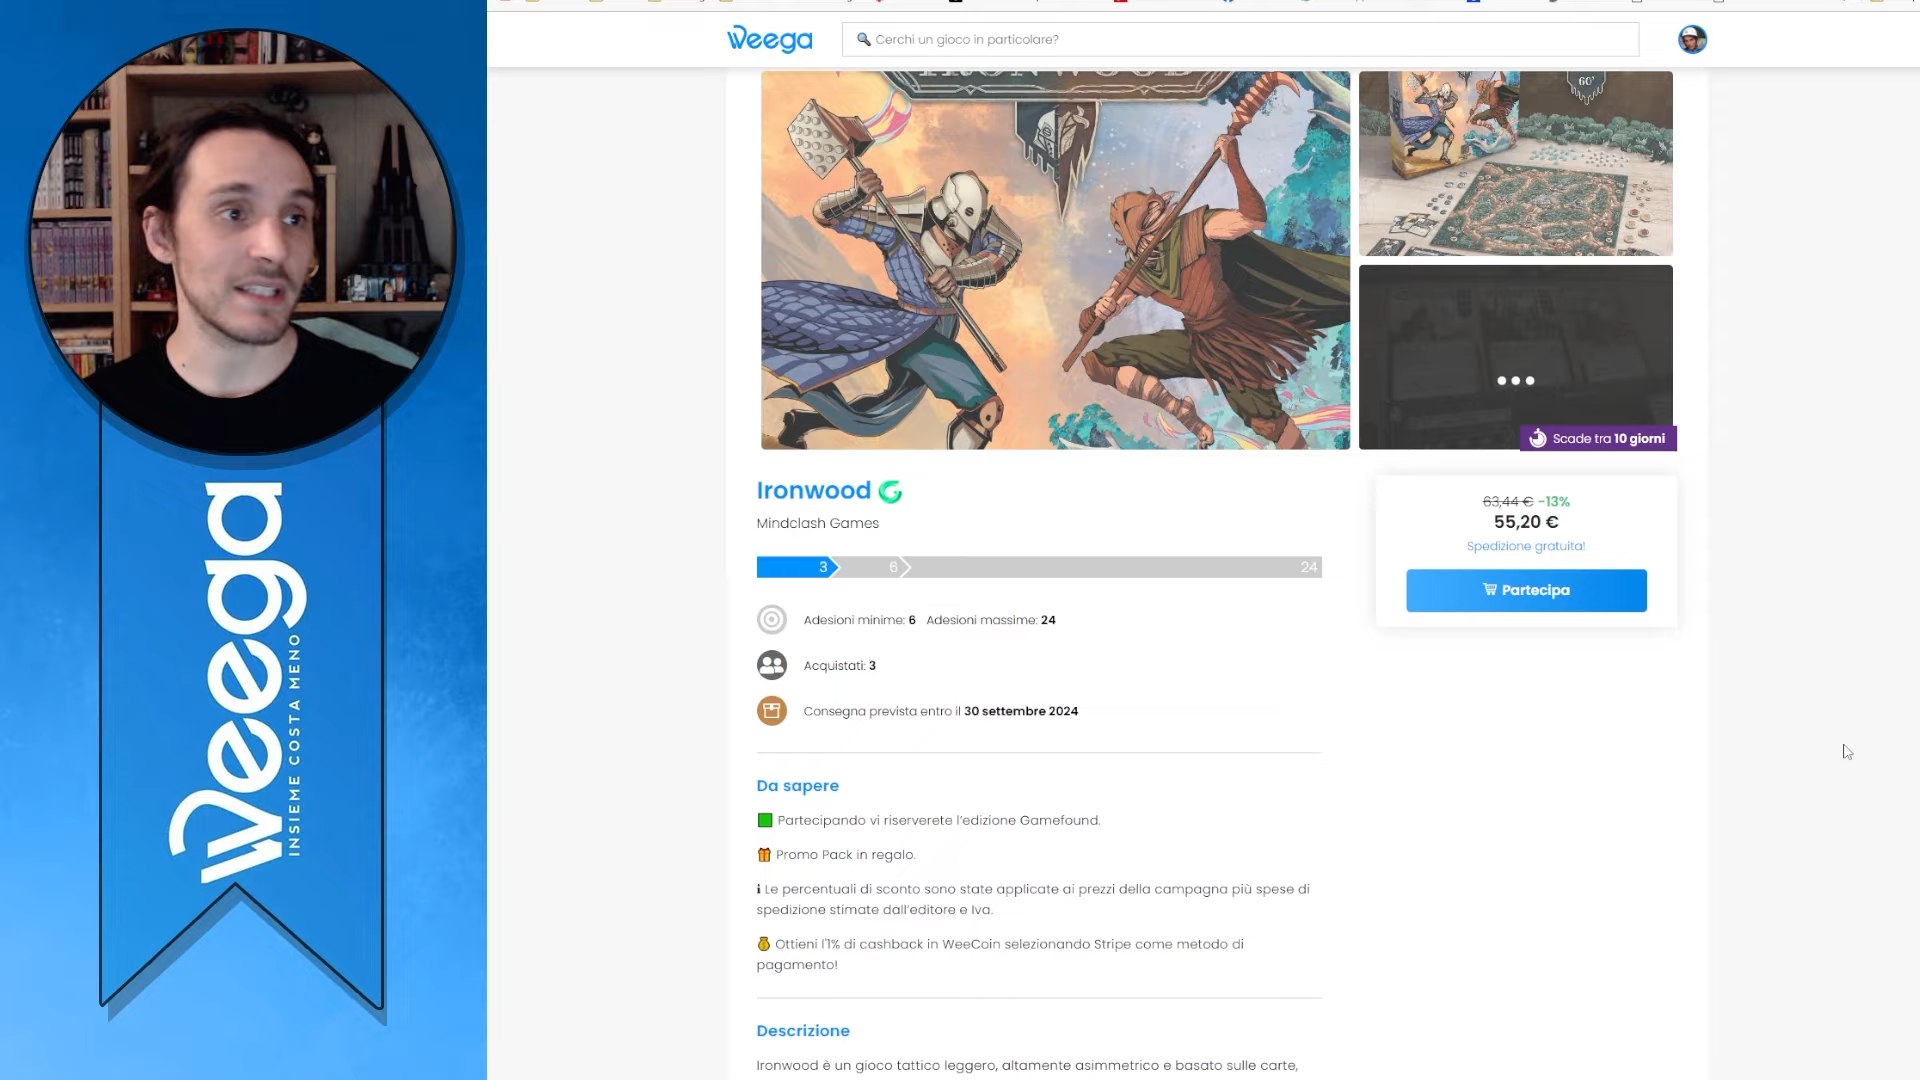 Weega
Cerchi un gioco in particolare?
IRONWOOD
60'
Scade tra 10 giorni
Ironwood
Mindclash Games
3
6
24
63,44 € -13%
55,20 €
Spedizione gratuita!
Partecipa
Adesioni minime: 6 Adesioni massime: 24
Acquistati: 3
Consegna prevista entro il 30 settembre 2024
Da sapere
Partecipando vi riserverete l'edizione Gamefound.
Promo Pack in regalo.
Le percentuali di sconto sono state applicate ai prezzi della campagna più spese di
spedizione stimate dall'editore e Iva.
Ottieni l'1% di cashback in WeeCoin selezionando Stripe come metodo di
pagamento!
Descrizione
Ironwood è un gioco tattico leggero, altamente asimmetrico e basato sulle carte,
Weega
INSIEME COSTA MENO